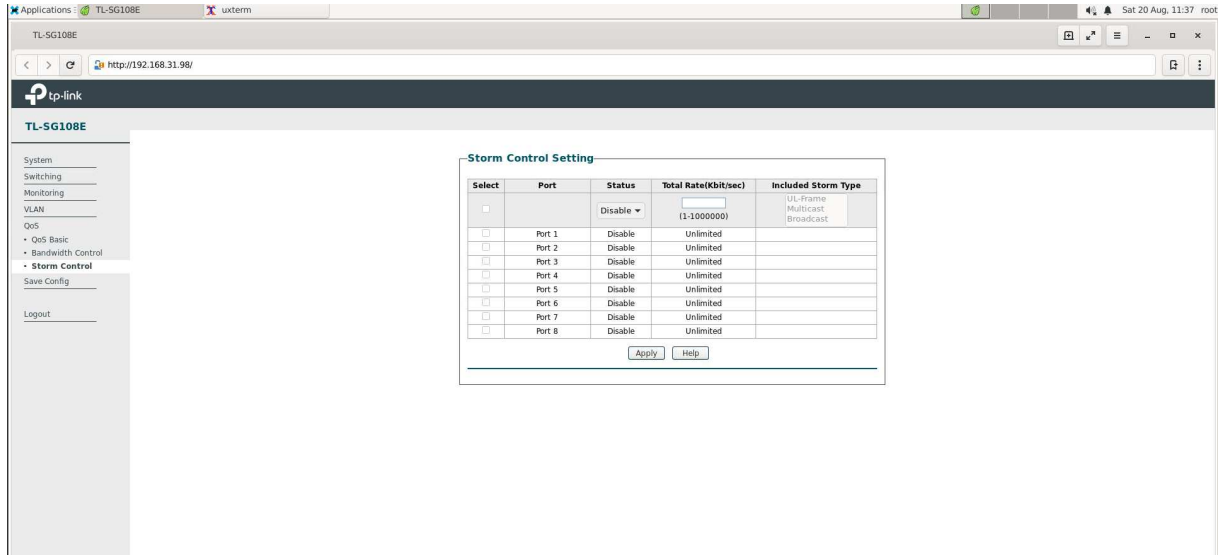 Applications : TL-SG108E uxterm Sat 20 Aug, 11:37 root
TL-SG108E
http://192.168.31.98/
tp-link
TL-SG108E
System
Switching
Monitoring
VLAN
QoS
• QoS Basic
• Bandwidth Control
• Storm Control
Save Config
Logout
Storm Control Setting
Select Port Status Total Rate(Kbit/sec) Included Storm Type
Disable (1-1000000) UL-Frame
Multicast
Broadcast
Port 1 Disable Unlimited
Port 2 Disable Unlimited
Port 3 Disable Unlimited
Port 4 Disable Unlimited
Port 5 Disable Unlimited
Port 6 Disable Unlimited
Port 7 Disable Unlimited
Port 8 Disable Unlimited
Apply Help